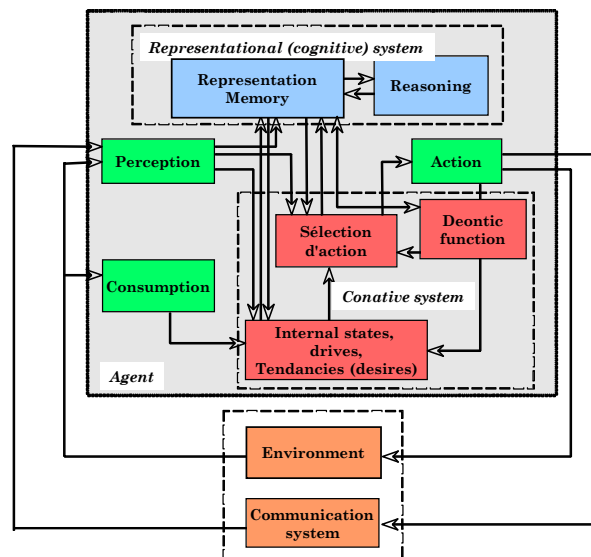 Representational (cognitive) system
Representation
Memory
Reasoning
Perception
Action
Sélection
d'action
Deontic
function
Consumption
Conative system
Internal states,
drives,
Tendancies (desires)
Agent
Environment
Communication
system